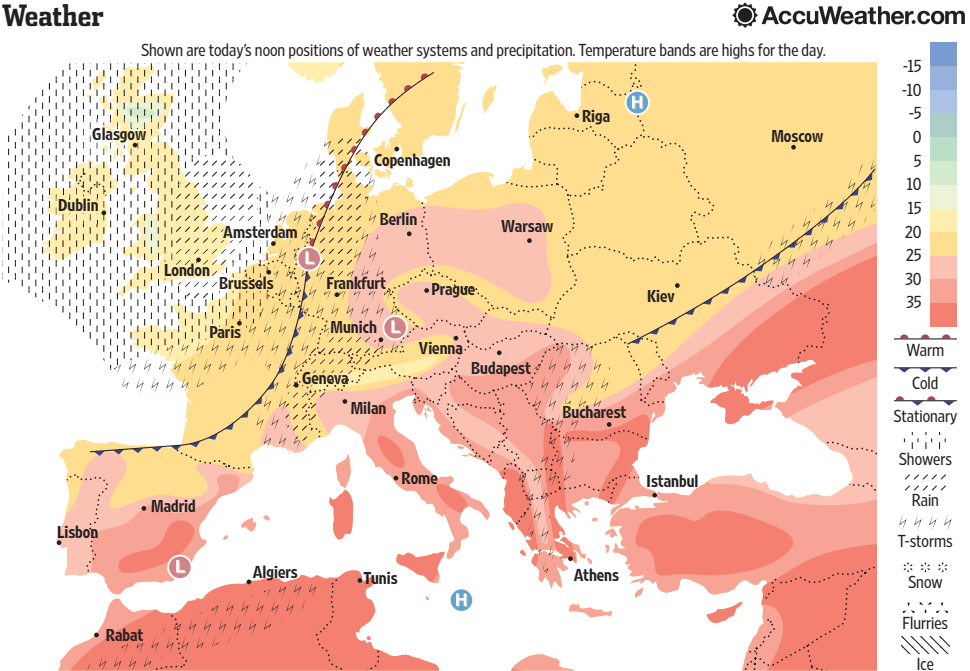 Weather
AccuWeather.com
Shown are today's noon positions of weather systems and precipitation. Temperature bands are highs for the day.
-15
-10
-5
0
5
10
15
20
25
30
35
Warm
Cold
Stationary
Showers
Rain
T-storms
Snow
Flurries
Ice
Riga
H
Moscow
Glasgow
Copenhagen
Dublin
Berlin
Warsaw
Amsterdam
L
London
Brussels
Frankfurt
Prague
Kiev
Paris
Munich
L
Vienna
Budapest
Geneva
Milan
Bucharest
Rome
Istanbul
Madrid
Lisbon
L
Algiers
Tunis
Athens
H
Rabat